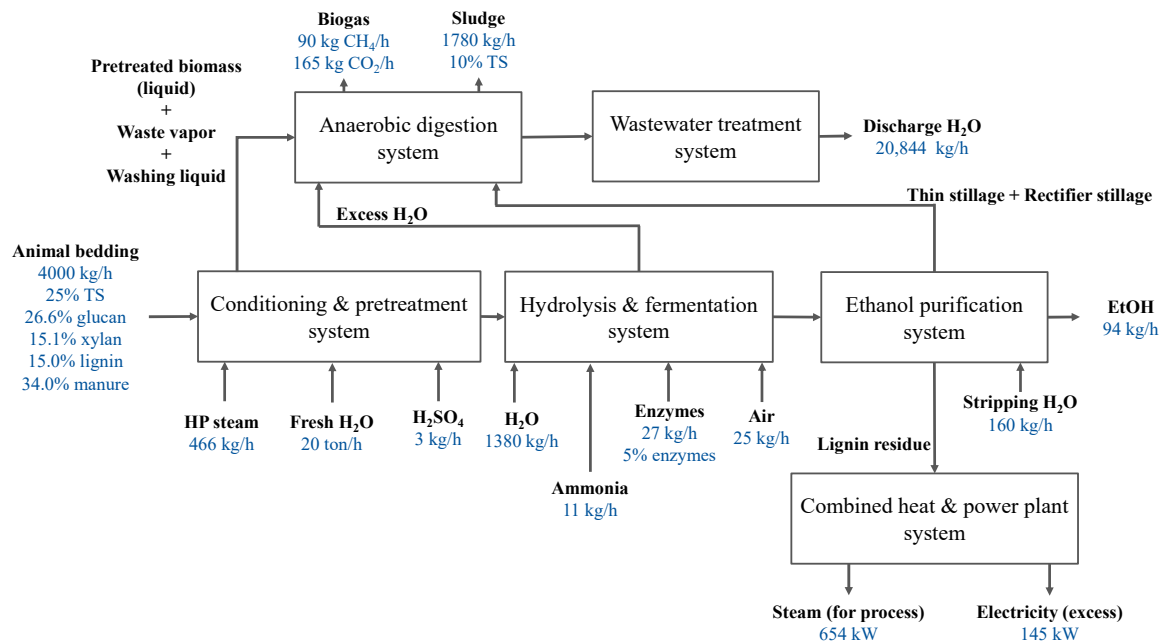 Biogas
90 kg CH₄/h
165 kg CO₂/h
Sludge
1780 kg/h
10% TS
Pretreated biomass
(liquid)
+
Waste vapor
+
Washing liquid
Anaerobic digestion
system
Wastewater treatment
system
Discharge H₂O
20,844 kg/h
Excess H₂O
Thin stillage + Rectifier stillage
Animal bedding
4000 kg/h
25% TS
26.6% glucan
15.1% xylan
15.0% lignin
34.0% manure
Conditioning & pretreatment
system
Hydrolysis & fermentation
system
Ethanol purification
system
EtOH
94 kg/h
HP steam
466 kg/h
Fresh H₂O
20 ton/h
H₂SO₄
3 kg/h
H₂O
1380 kg/h
Ammonia
11 kg/h
Enzymes
27 kg/h
5% enzymes
Air
25 kg/h
Stripping H₂O
160 kg/h
Lignin residue
Combined heat & power plant
system
Steam (for process)
654 kW
Electricity (excess)
145 kW